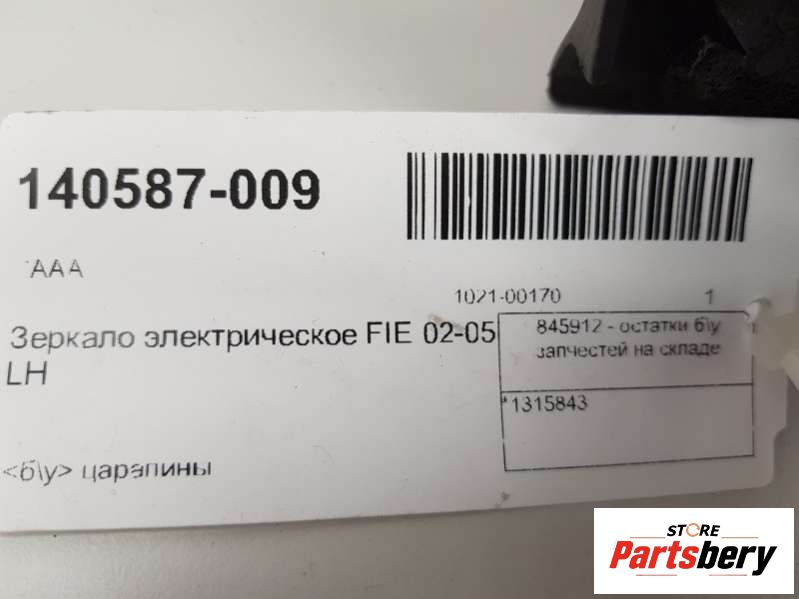 140587-009
'AAA
1021-00170 1
Зеркало электрическое FIE 02-05
LH
845912 - остатки б\у
запчестей на складе
*1315843
<б\у> царапины
STORE
Partsbery